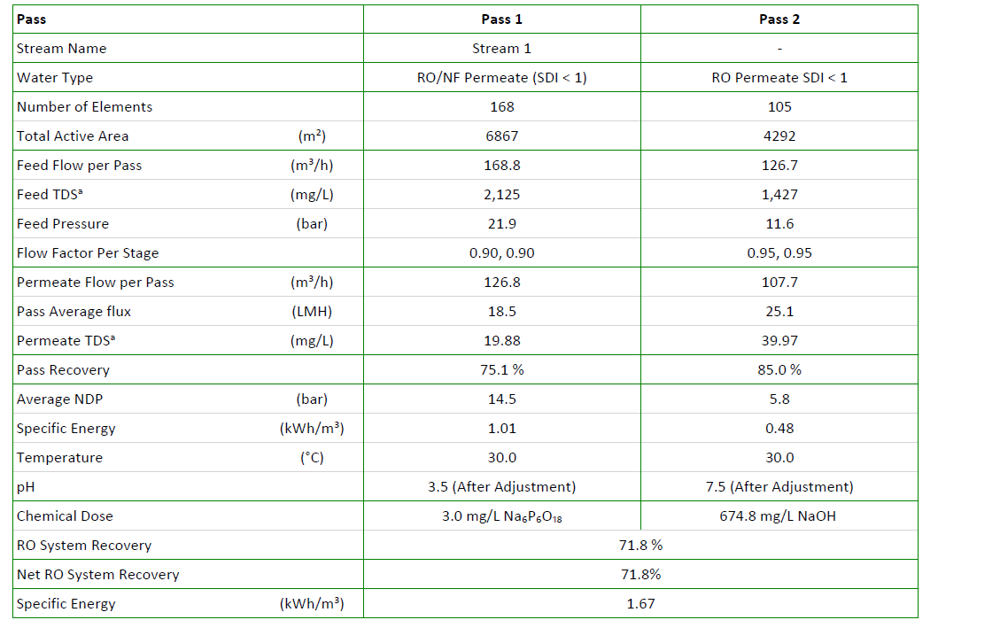 Pass Pass 1 Pass 2
Stream Name Stream 1 -
Water Type RO/NF Permeate (SDI < 1) RO Permeate SDI < 1
Number of Elements 168 105
Total Active Area (m²) 6867 4292
Feed Flow per Pass (m³/h) 168.8 126.7
Feed TDSᵃ (mg/L) 2,125 1,427
Feed Pressure (bar) 21.9 11.6
Flow Factor Per Stage 0.90, 0.90 0.95, 0.95
Permeate Flow per Pass (m³/h) 126.8 107.7
Pass Average flux (LMH) 18.5 25.1
Permeate TDSᵃ (mg/L) 19.88 39.97
Pass Recovery 75.1 % 85.0 %
Average NDP (bar) 14.5 5.8
Specific Energy (kWh/m³) 1.01 0.48
Temperature (°C) 30.0 30.0
pH 3.5 (After Adjustment) 7.5 (After Adjustment)
Chemical Dose 3.0 mg/L Na₆P₆O₁₈ 674.8 mg/L NaOH
RO System Recovery 71.8 %
Net RO System Recovery 71.8%
Specific Energy (kWh/m³) 1.67